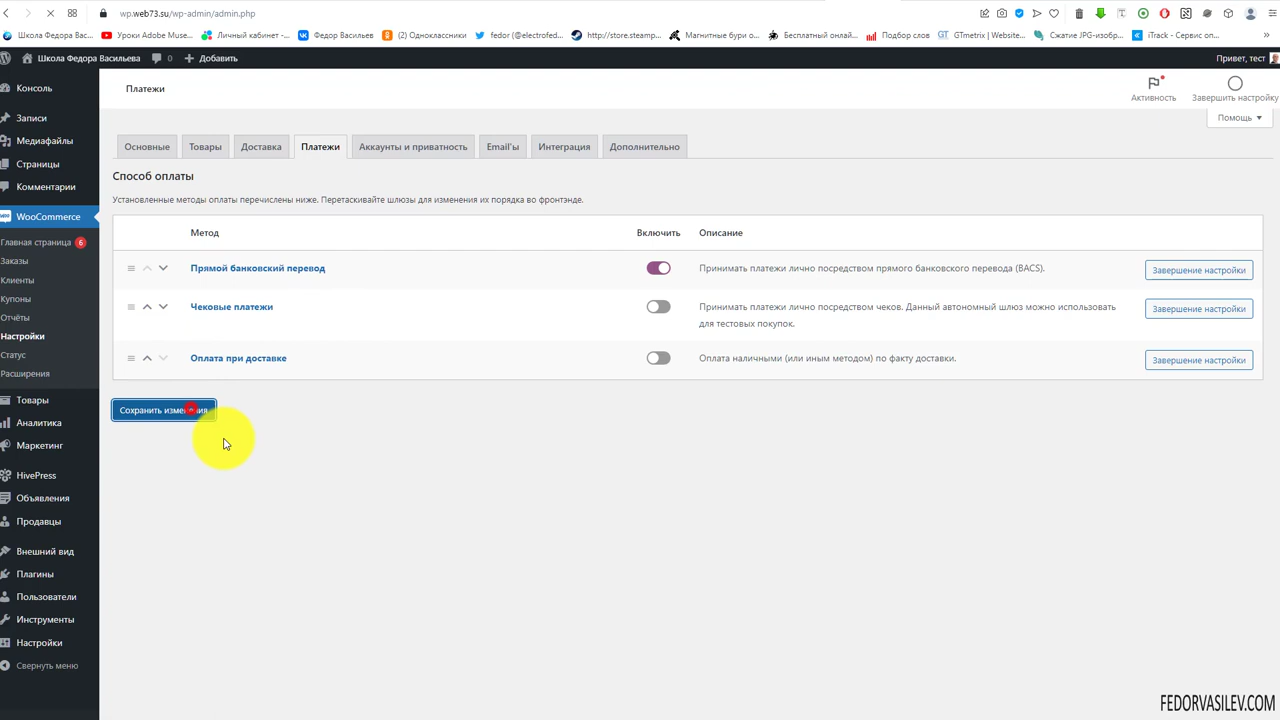 wp.web73.su/wp-admin/admin.php
Школа Федора Вас...
Уроки Adobe Muse...
Личный кабинет -...
Федор Васильев
(2) Одноклассники
fedor (@electrofed...
http://store.steamp...
Магнитные бури о...
Бесплатный онлай...
Подбор слов
GTmetrix | Website...
Сжатие JPG-изобр...
iTrack - Сервис оп...
Школа Федора Васильева
0
Добавить
Привет, тест
Консоль
Записи
Медиафайлы
Страницы
Комментарии
WooCommerce
Главная страница 6
Заказы
Клиенты
Купоны
Отчёты
Настройки
Статус
Расширения
Товары
Аналитика
Маркетинг
HivePress
Объявления
Продавцы
Внешний вид
Плагины
Пользователи
Инструменты
Настройки
Свернуть меню
Платежи
Активность
Завершить настройку
Помощь
Основные
Товары
Доставка
Платежи
Аккаунты и приватность
Email'ы
Интеграция
Дополнительно
Способ оплаты
Установленные методы оплаты перечислены ниже. Перетаскивайте шлюзы для изменения их порядка во фронтэнде.
Метод
Включить
Описание
Прямой банковский перевод
Принимать платежи лично посредством прямого банковского перевода (BACS).
Завершение настройки
Чековые платежи
Принимать платежи лично посредством чеков. Данный автономный шлюз можно использовать
для тестовых покупок.
Завершение настройки
Оплата при доставке
Оплата наличными (или иным методом) по факту доставки.
Завершение настройки
Сохранить изменения
FEDORVASILEV.COM